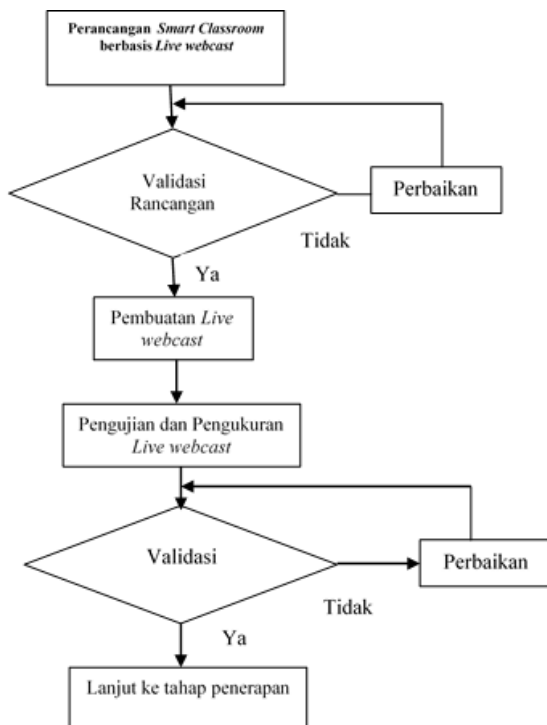 Perancangan Smart Classroom
berbasis Live webcast
Validasi
Rancangan
Perbaikan
Tidak
Ya
Pembuatan Live
webcast
Pengujian dan Pengukuran
Live webcast
Validasi
Perbaikan
Tidak
Ya
Lanjut ke tahap penerapan